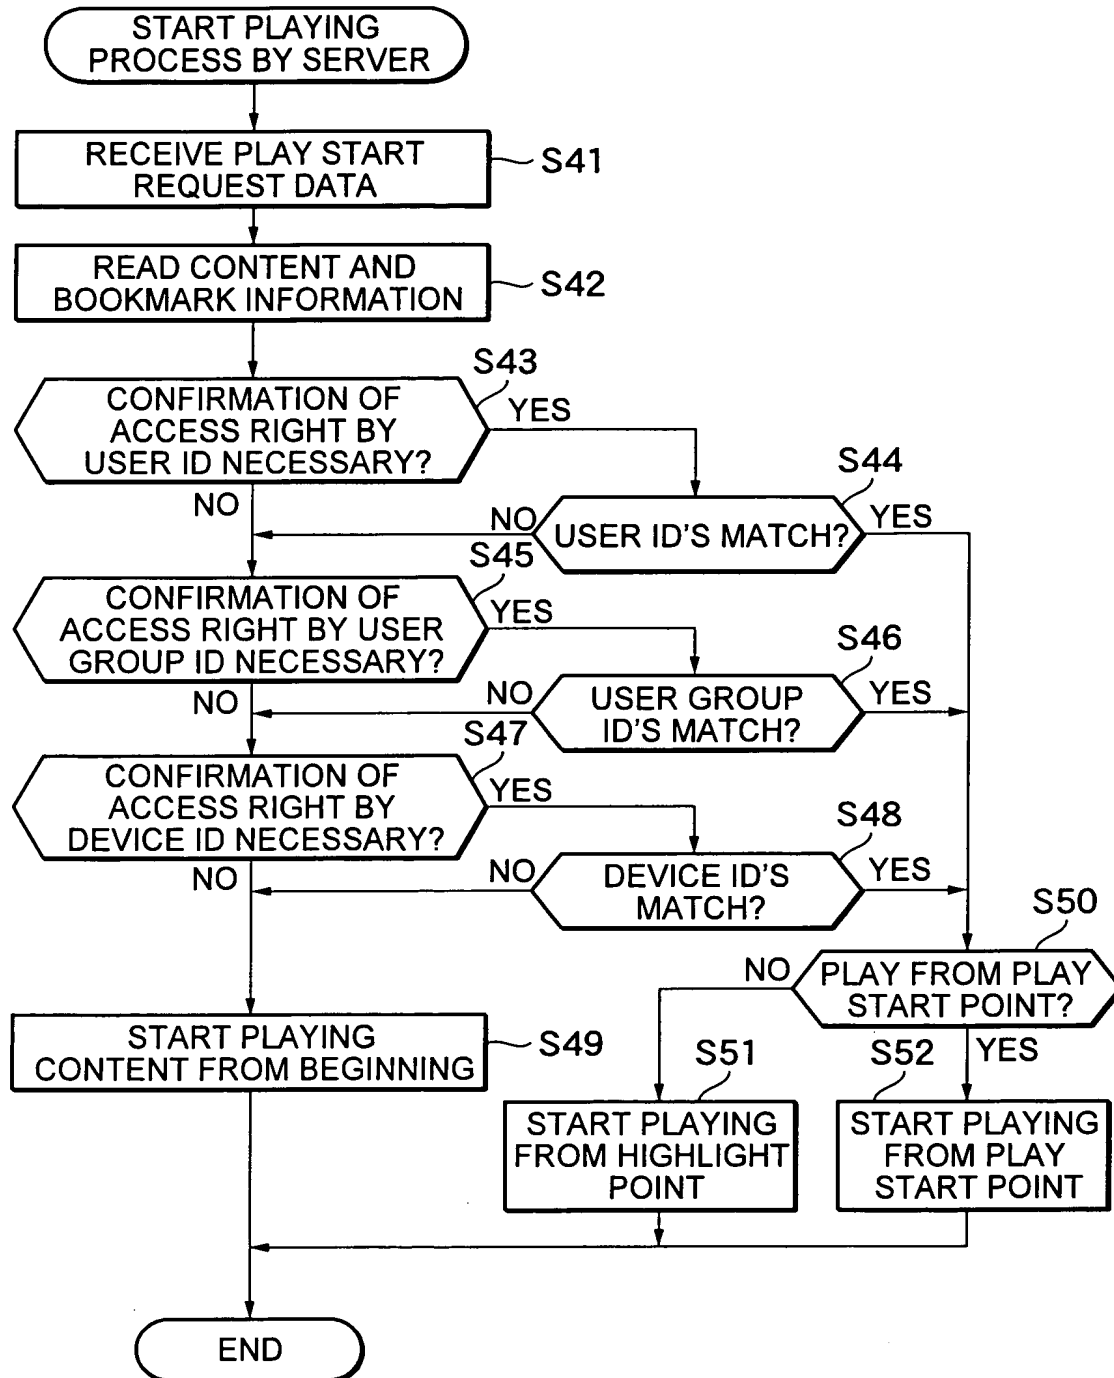 START PLAYING
PROCESS BY SERVER
RECEIVE PLAY START
REQUEST DATA
S41
READ CONTENT AND
BOOKMARK INFORMATION
S42
S43
CONFIRMATION OF
ACCESS RIGHT BY
USER ID NECESSARY?
YES
NO
S44
USER ID'S MATCH?
NO
YES
S45
CONFIRMATION OF
ACCESS RIGHT BY USER
GROUP ID NECESSARY?
YES
NO
S46
USER GROUP
ID'S MATCH?
NO
YES
S47
CONFIRMATION OF
ACCESS RIGHT BY
DEVICE ID NECESSARY?
YES
NO
S48
DEVICE ID'S
MATCH?
NO
YES
S50
PLAY FROM PLAY
START POINT?
NO
YES
START PLAYING
CONTENT FROM BEGINNING
S49
S51
START PLAYING
FROM HIGHLIGHT
POINT
S52
START PLAYING
FROM PLAY
START POINT
END